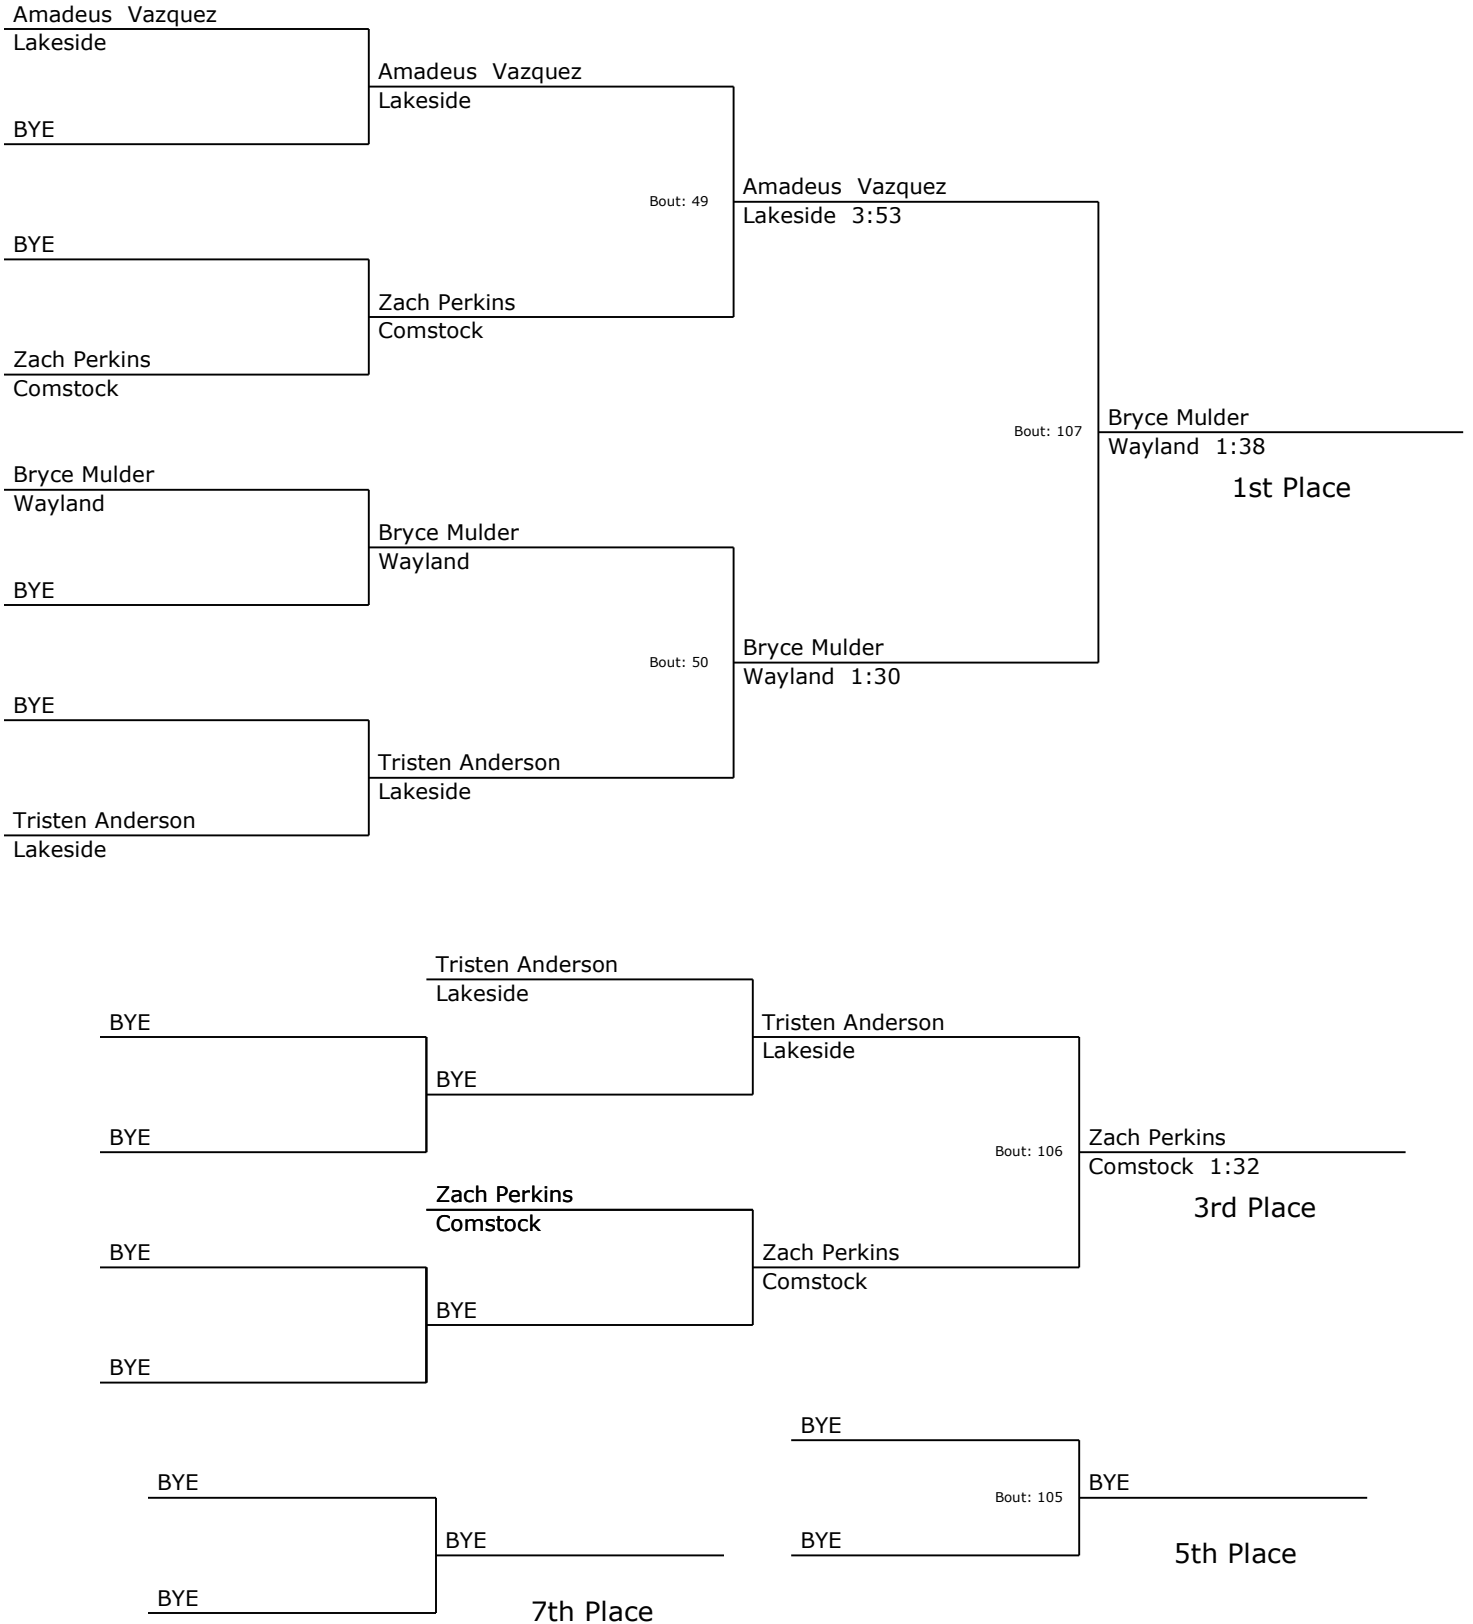 Amadeus  Vazquez
Lakeside
Amadeus  Vazquez
Lakeside
BYE
Amadeus  Vazquez
Bout: 49
Lakeside  3:53
BYE
Zach Perkins
Comstock
Zach Perkins
Comstock
Bryce Mulder
Bout: 107
Wayland  1:38
1st Place
Bryce Mulder
Wayland
Bryce Mulder
Wayland
BYE
Bryce Mulder
Bout: 50
Wayland  1:30
BYE
Tristen Anderson
Lakeside
Tristen Anderson
Lakeside
Tristen Anderson
Lakeside
BYE
Tristen Anderson
Lakeside
BYE
BYE
Zach Perkins
Bout: 106
Comstock  1:32
3rd Place
Zach Perkins
Comstock
BYE
Zach Perkins
Comstock
BYE
BYE
BYE
BYE
BYE
Bout: 105
BYE
BYE
5th Place
BYE
BYE
7th Place